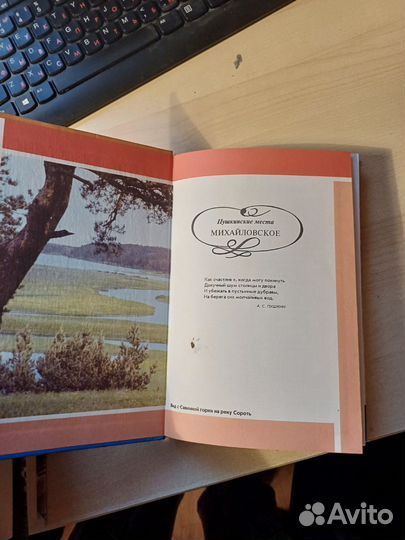 Пушкинские места
МИХАЙЛОВСКОЕ
Как счастлив я, когда могу покинуть
Докучный шум столицы и двора
И убежать в пустынные дубравы,
На берега сих молчаливых вод.
А. С. ПУШКИН
Вид с Савкиной горки на реку Сороть
Avito